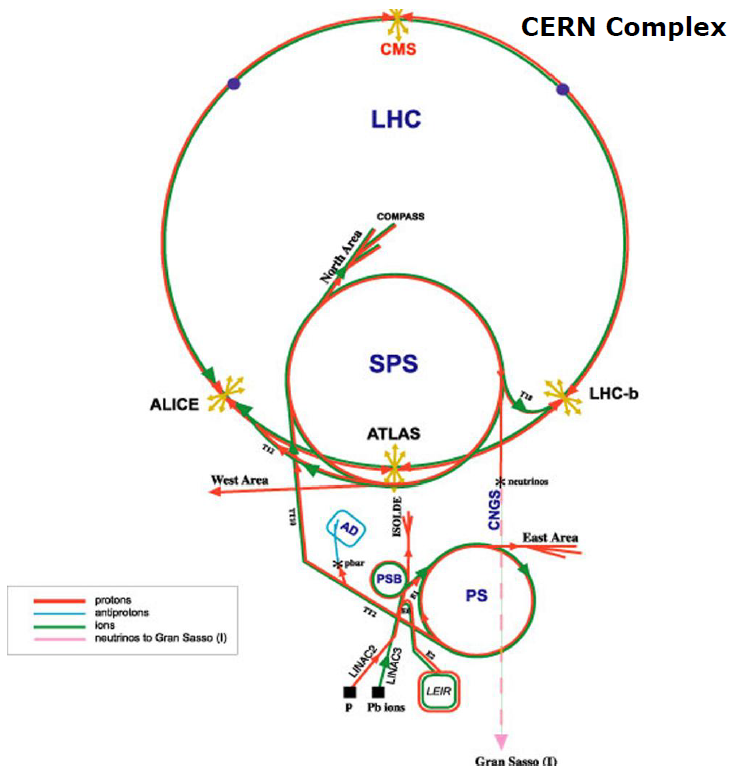 CERN Complex
CMS
LHC
COMPASS
North Area
SPS
ALICE
LHC-b
TI8
ATLAS
TI2
West Area
neutrinos
CNGS
ISOLDE
TT10
AD
East Area
pbar
PSB
PS
E1
TT2
E0
protons
antiprotons
ions
neutrinos to Gran Sasso (I)
LINAC2
LINAC3
E2
LEIR
p
Pb ions
Gran Sasso (I)